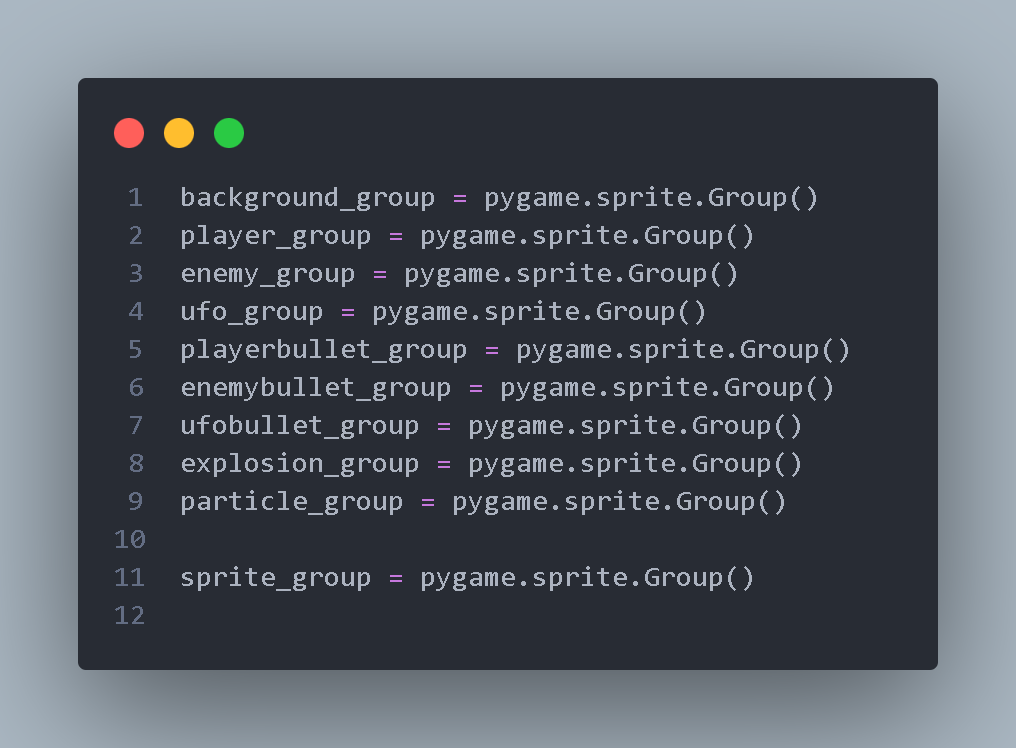 1 background_group = pygame.sprite.Group()
2 player_group = pygame.sprite.Group()
3 enemy_group = pygame.sprite.Group()
4 ufo_group = pygame.sprite.Group()
5 playerbullet_group = pygame.sprite.Group()
6 enemybullet_group = pygame.sprite.Group()
7 ufobullet_group = pygame.sprite.Group()
8 explosion_group = pygame.sprite.Group()
9 particle_group = pygame.sprite.Group()
10
11 sprite_group = pygame.sprite.Group()
12